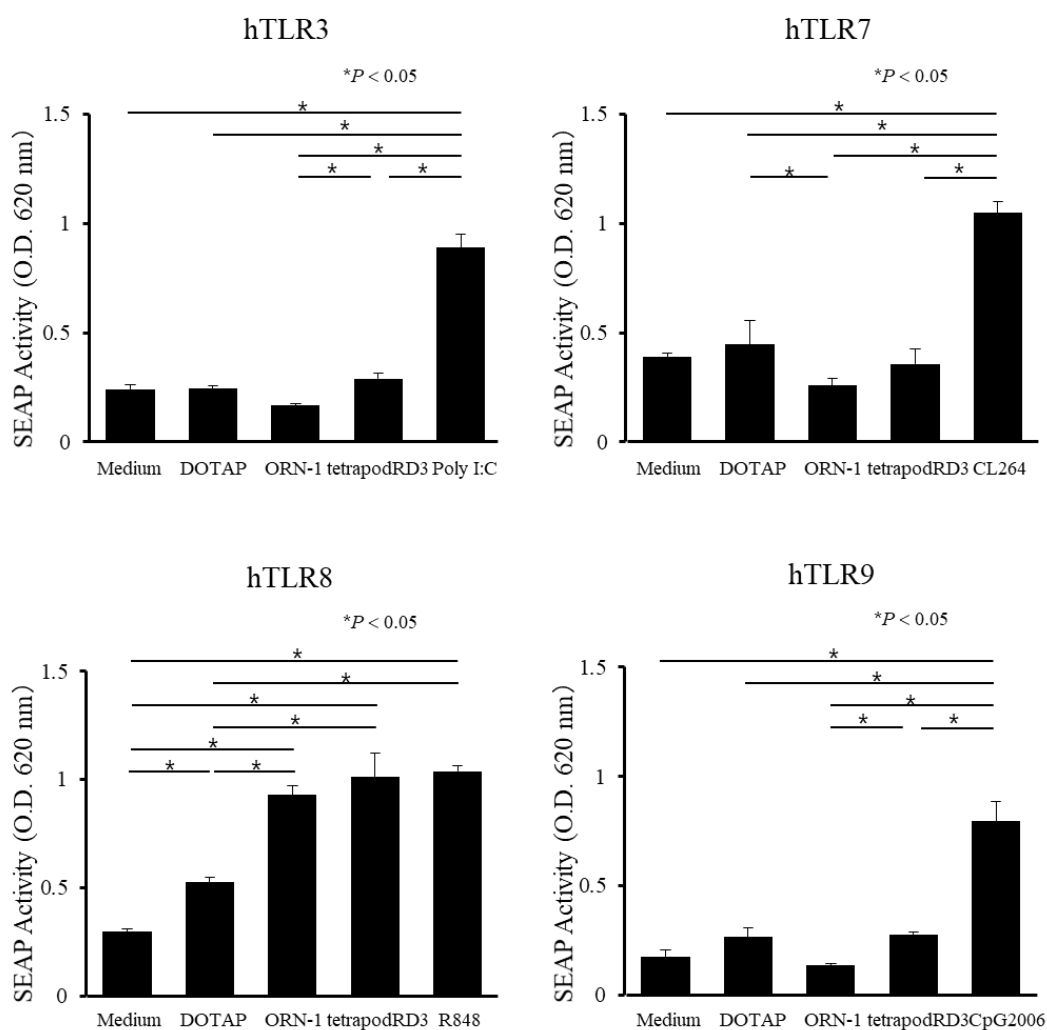 hTLR3
*P < 0.05
SEAP Activity (O.D. 620 nm)
1.5
1
0.5
0
*
*
*
* *
Medium DOTAP ORN-1 tetrapodRD3 Poly I:C
hTLR7
*P < 0.05
SEAP Activity (O.D. 620 nm)
1.5
1
0.5
0
*
*
*
* *
Medium DOTAP ORN-1 tetrapodRD3 CL264
hTLR8
*P < 0.05
SEAP Activity (O.D. 620 nm)
1.5
1
0.5
0
*
*
*
*
*
* *
Medium DOTAP ORN-1 tetrapodRD3 R848
hTLR9
*P < 0.05
SEAP Activity (O.D. 620 nm)
1.5
1
0.5
0
*
*
*
* *
Medium DOTAP ORN-1 tetrapodRD3CpG2006